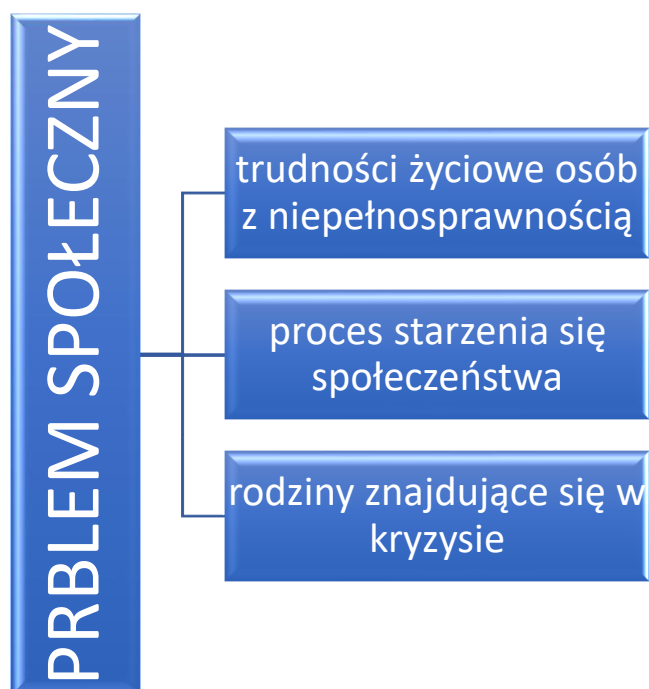 PRBLEM SPOŁECZNY
trudności życiowe osób
z niepełnosprawnością
proces starzenia się
społeczeństwa
rodziny znajdujące się w
kryzysie